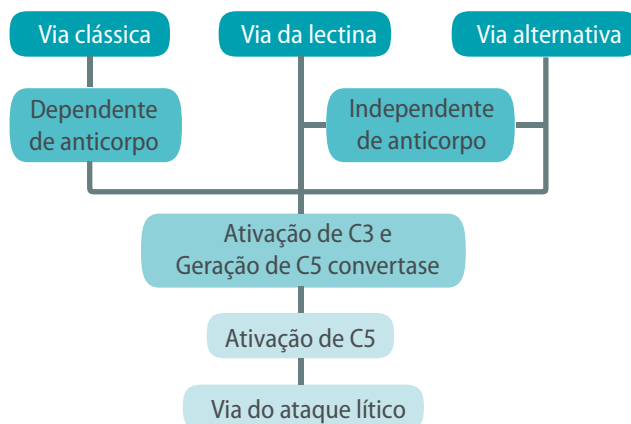 Via clássica
Via da lectina
Via alternativa
Dependente
de anticorpo
Independente
de anticorpo
Ativação de C3 e
Geração de C5 convertase
Ativação de C5
Via do ataque lítico